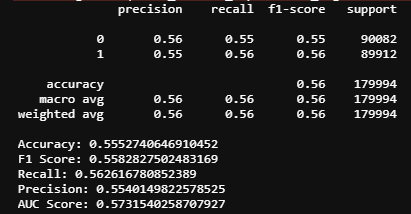 precision recall f1-score support
0 0.56 0.55 0.55 90082
1 0.55 0.56 0.56 89912
accuracy 0.56 179994
macro avg 0.56 0.56 0.56 179994
weighted avg 0.56 0.56 0.56 179994
Accuracy: 0.5552740646910452
F1 Score: 0.5582827502483169
Recall: 0.562616780852389
Precision: 0.5540149822578525
AUC Score: 0.5731540258707927